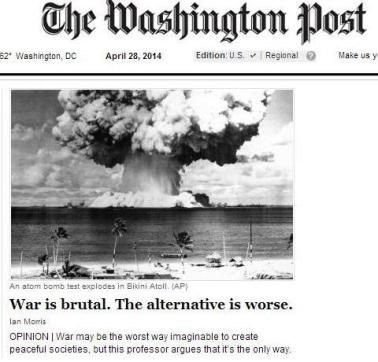 The Washington Post
62° Washington, DC April 28, 2014 Edition: U.S. | Regional ? Make us y
An atom bomb test explodes in Bikini Atoll. (AP)
War is brutal. The alternative is worse.
Ian Morris
OPINION | War may be the worst way imaginable to create
peaceful societies, but this professor argues that it's the only way.